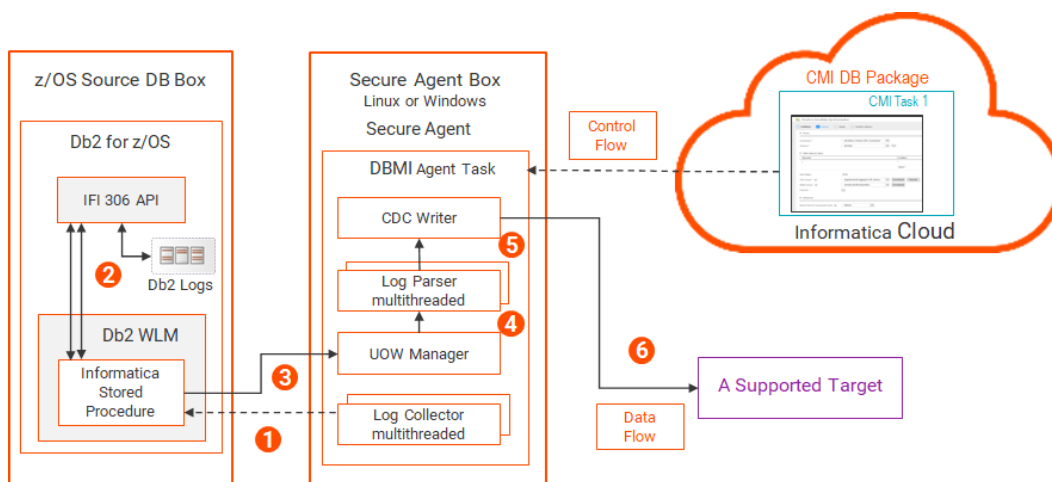 z/OS Source DB Box
Db2 for z/OS
IFI 306 API
2
Db2 Logs
Db2 WLM
Informatica
Stored
Procedure
1
3
Secure Agent Box
Linux or Windows
Secure Agent
DBMI Agent Task
CDC Writer
5
Log Parser
multithreaded
4
UOW Manager
Log Collector
multithreaded
Control
Flow
CMI DB Package
CMI Task 1
Informatica Cloud
6
A Supported Target
Data
Flow